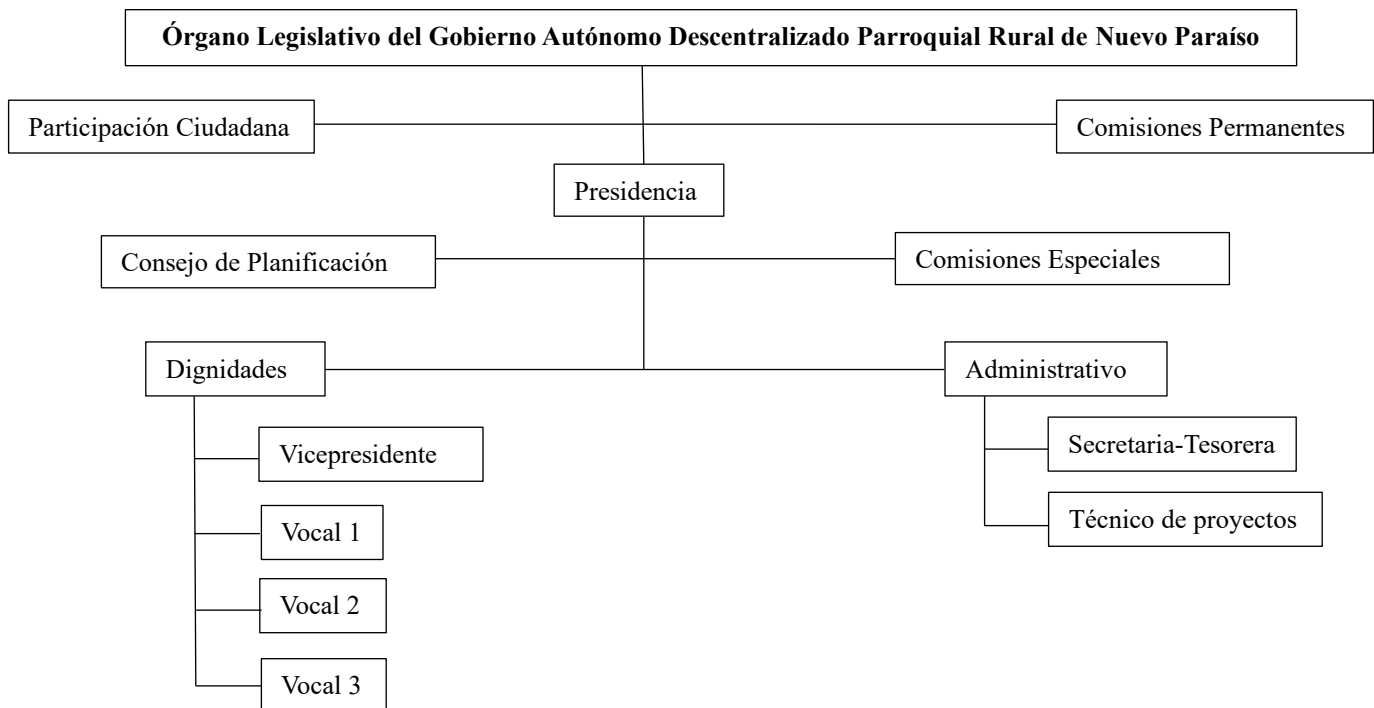 Órgano Legislativo del Gobierno Autónomo Descentralizado Parroquial Rural de Nuevo Paraíso
Participación Ciudadana
Comisiones Permanentes
Presidencia
Consejo de Planificación
Comisiones Especiales
Dignidades
Administrativo
Vicepresidente
Secretaria-Tesorera
Vocal 1
Técnico de proyectos
Vocal 2
Vocal 3